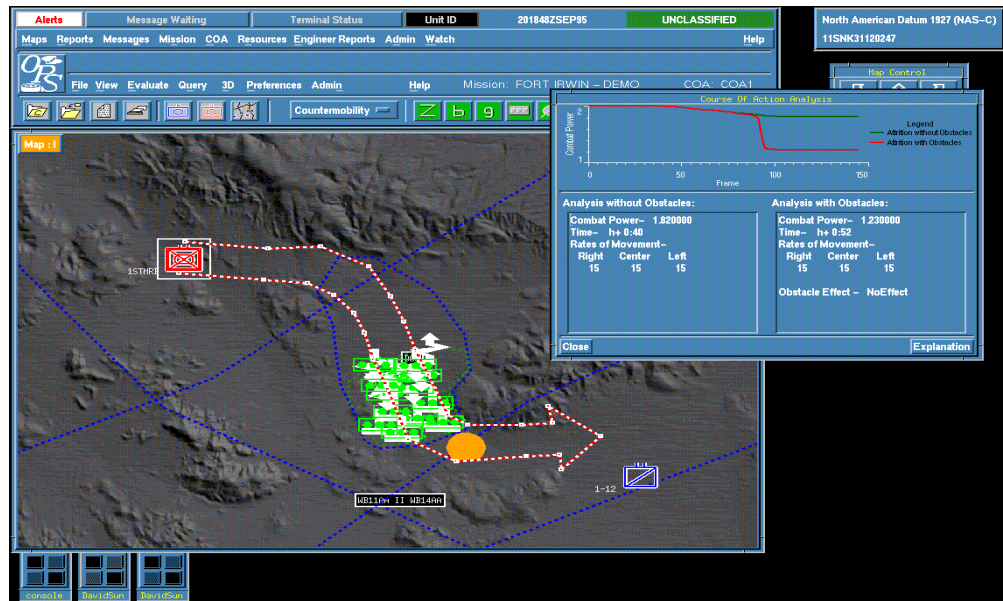 Alerts Message Waiting Terminal Status Unit ID 201848ZSEP95 UNCLASSIFIED
Maps Reports Messages Mission COA Resources Engineer Reports Admin Watch Help
North American Datum 1927 (NAS-C)
11SNK31120247
OPS
File View Evaluate Query 3D Preferences Admin Help Mission: FORT IRWIN - DEMO COA: COA1
Map Control
Countermobility
Map : I
Course Of Action Analysis
Combat Power
2
1
0 50 100 150
Frame
Legend
Attrition without Obstacles
Attrition with Obstacles
Analysis without Obstacles:
Combat Power- 1.820000
Time- h+ 0:40
Rates of Movement-
Right Center Left
15 15 15
Analysis with Obstacles:
Combat Power- 1.230000
Time- h+ 0:52
Rates of Movement-
Right Center Left
15 15 15
Obstacle Effect - NoEffect
Close Explanation
1-12
II WB14AA
console DavidSun DavidSun